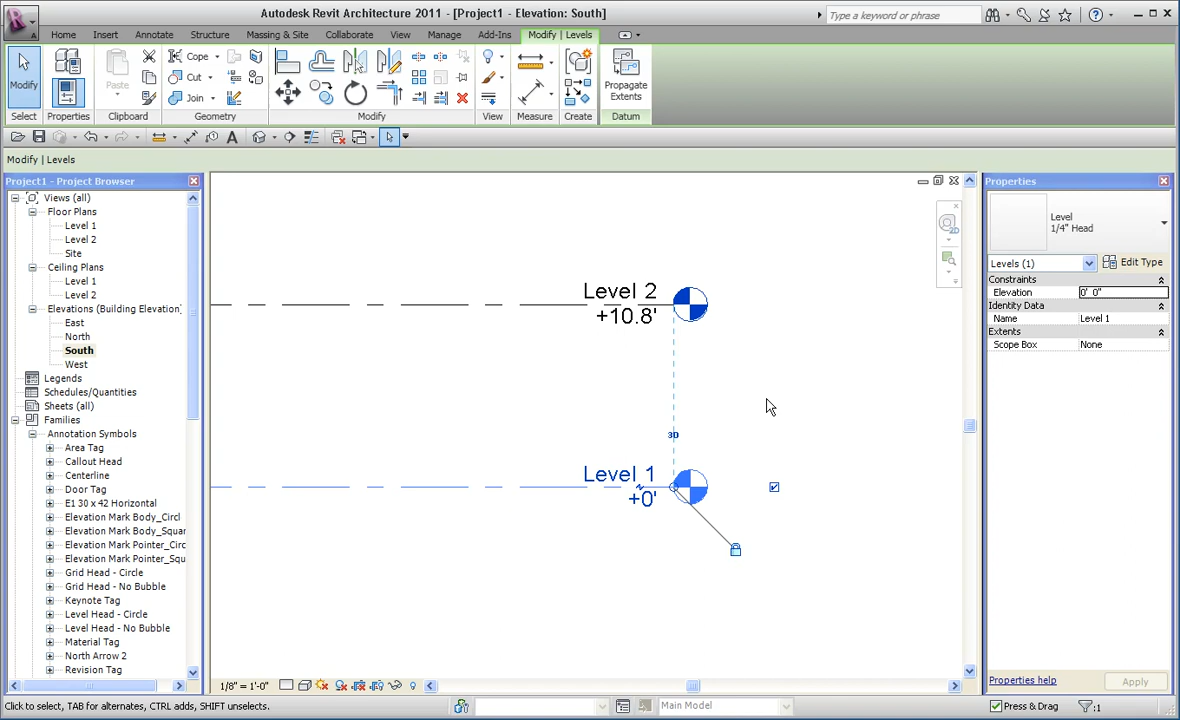 Autodesk Revit Architecture 2011 - [Project1 - Elevation: South]
Type a keyword or phrase
Home Insert Annotate Structure Massing & Site Collaborate View Manage Add-Ins Modify | Levels
Modify
Paste
Cope
Cut
Join
Propagate
Extents
Select Properties Clipboard Geometry Modify View Measure Create Datum
Modify | Levels
Project1 - Project Browser
Views (all)
Floor Plans
Level 1
Level 2
Site
Ceiling Plans
Level 1
Level 2
Elevations (Building Elevation)
East
North
South
West
Legends
Schedules/Quantities
Sheets (all)
Families
Annotation Symbols
Area Tag
Callout Head
Centerline
Door Tag
E1 30 x 42 Horizontal
Elevation Mark Body_Circl
Elevation Mark Body_Squar
Elevation Mark Pointer_Circ
Elevation Mark Pointer_Squ
Grid Head - Circle
Grid Head - No Bubble
Keynote Tag
Level Head - Circle
Level Head - No Bubble
Material Tag
North Arrow 2
Revision Tag
Level 2
+10.8'
3D
Level 1
+0'
2D
Properties
Level
1/4" Head
Levels (1)
Edit Type
Constraints
Elevation 0' 0"
Identity Data
Name Level 1
Extents
Scope Box None
Properties help
Apply
1/8" = 1'-0"
Click to select, TAB for alternates, CTRL adds, SHIFT unselects.
Main Model
Press & Drag
:1